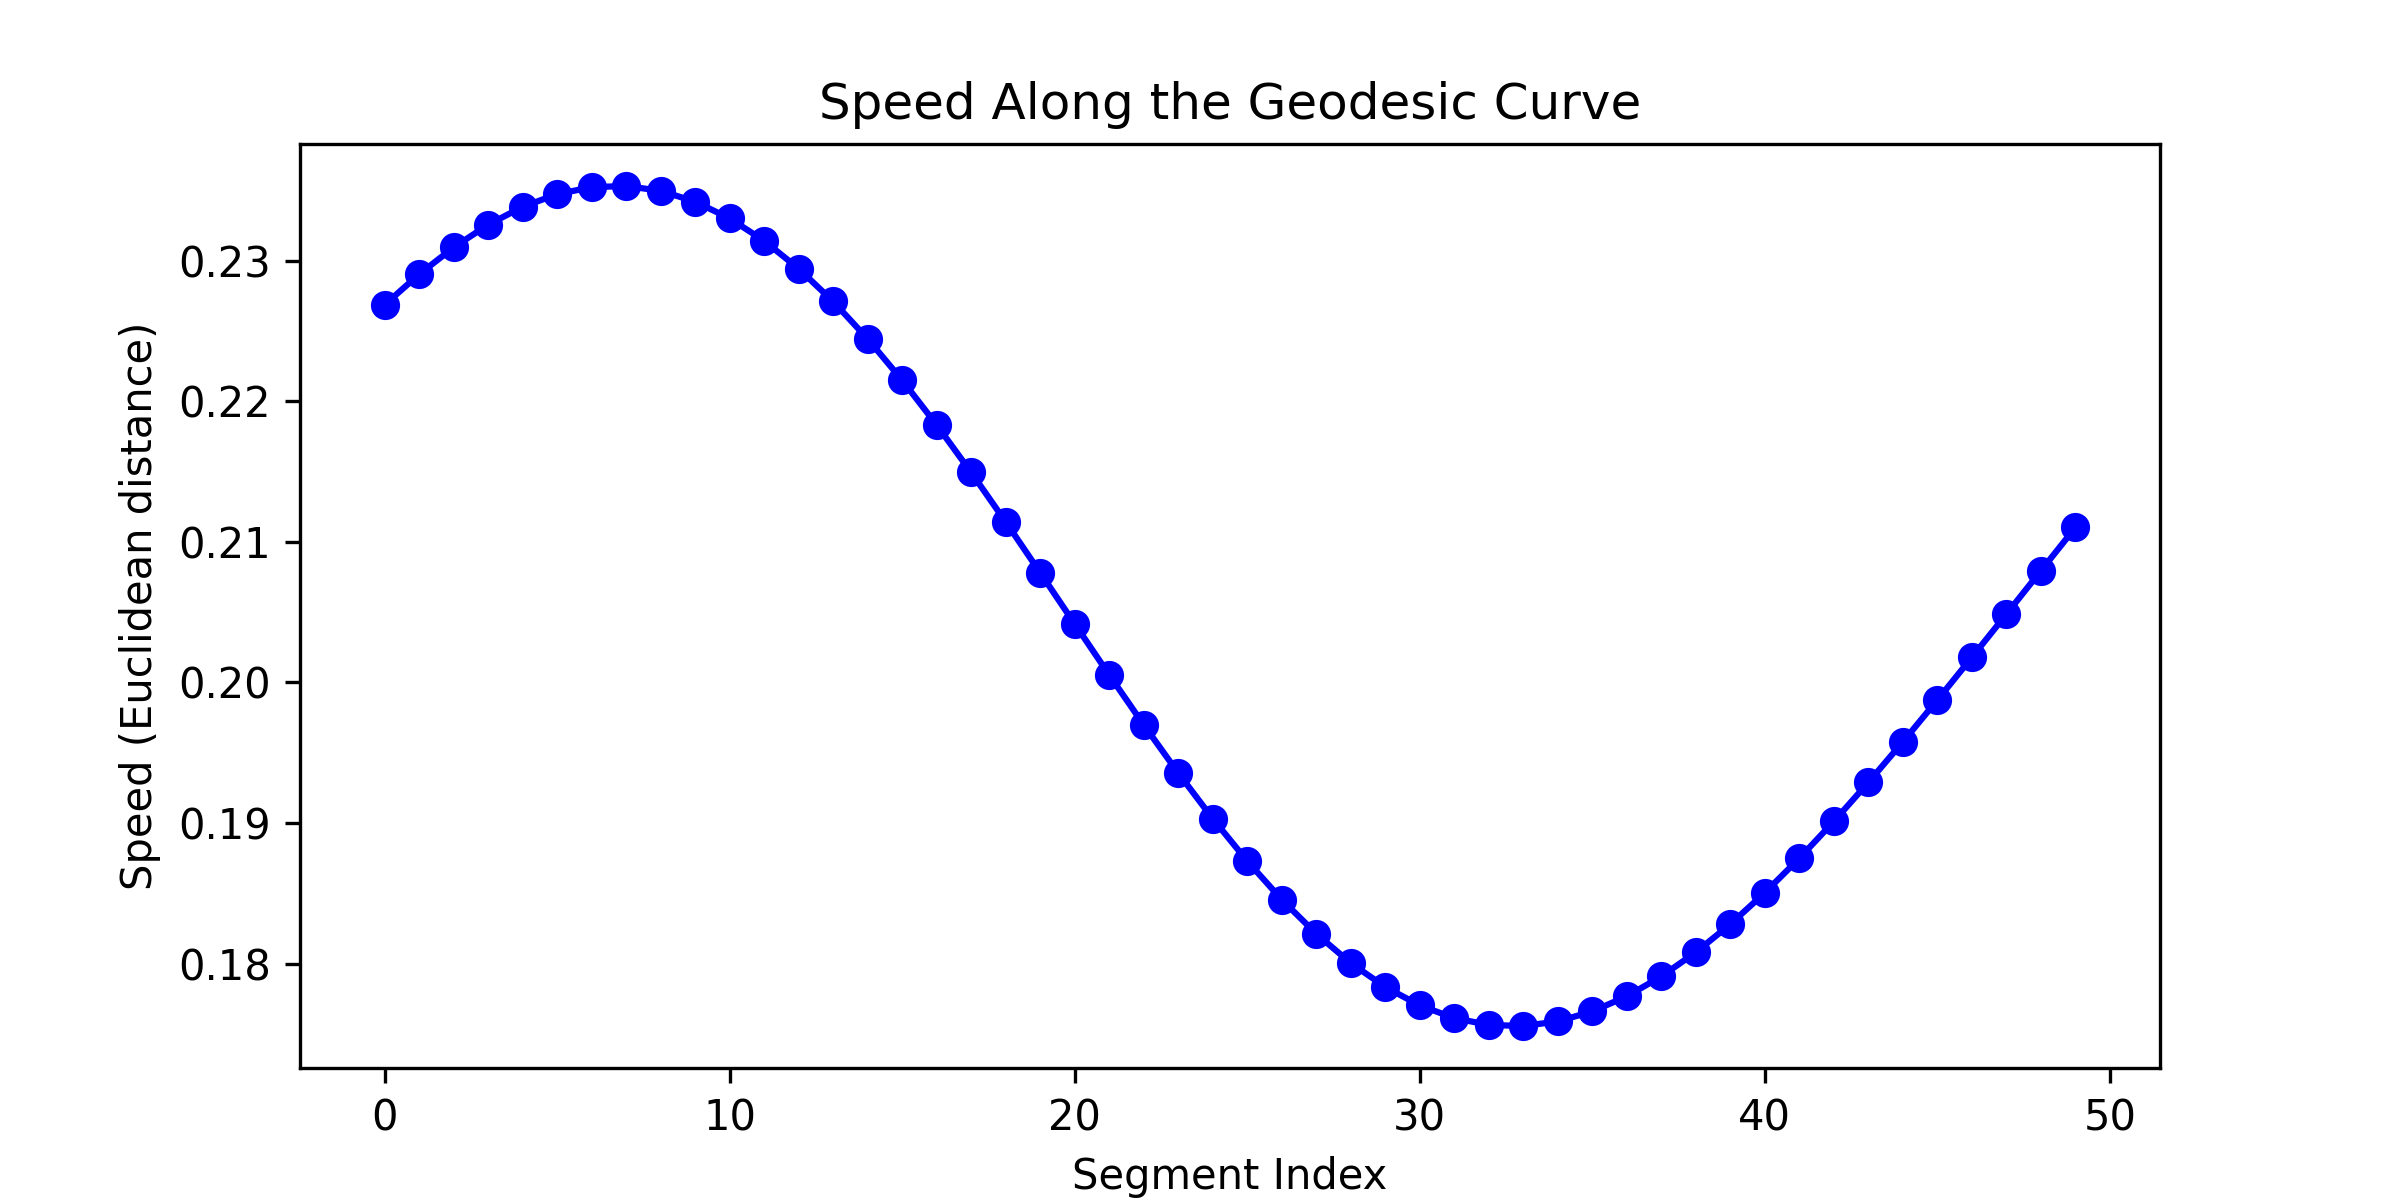 Speed Along the Geodesic Curve
Speed (Euclidean distance)
0.23
0.22
0.21
0.20
0.19
0.18
0 10 20 30 40 50
Segment Index